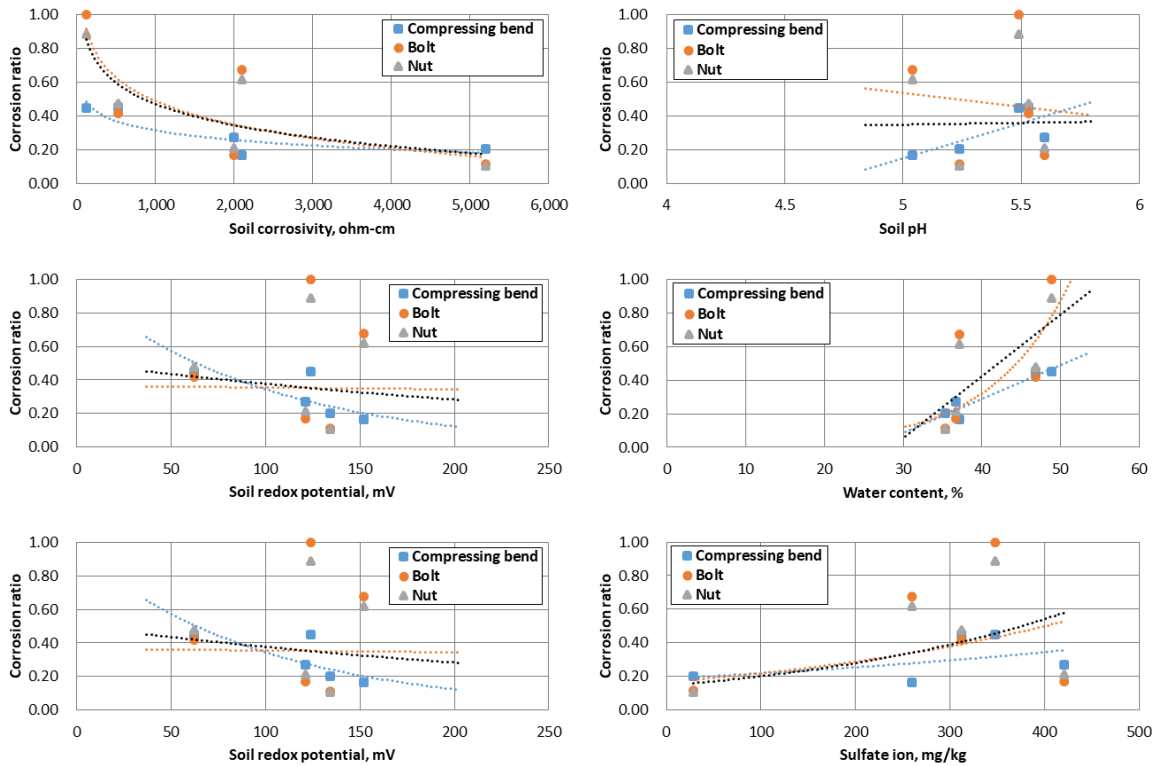 Corrosion ratio
1.00
0.80
0.60
0.40
0.20
0.00
0
1,000
2,000
3,000
4,000
5,000
6,000
Soil corrosivity, ohm-cm
Compressing bend
Bolt
Nut
Corrosion ratio
1.00
0.80
0.60
0.40
0.20
0.00
4
4.5
5
5.5
6
Soil pH
Compressing bend
Bolt
Nut
Corrosion ratio
1.00
0.80
0.60
0.40
0.20
0.00
0
50
100
150
200
250
Soil redox potential, mV
Compressing bend
Bolt
Nut
Corrosion ratio
1.00
0.80
0.60
0.40
0.20
0.00
0
10
20
30
40
50
60
Water content, %
Compressing bend
Bolt
Nut
Corrosion ratio
1.00
0.80
0.60
0.40
0.20
0.00
0
50
100
150
200
250
Soil redox potential, mV
Compressing bend
Bolt
Nut
Corrosion ratio
1.00
0.80
0.60
0.40
0.20
0.00
0
100
200
300
400
500
Sulfate ion, mg/kg
Compressing bend
Bolt
Nut